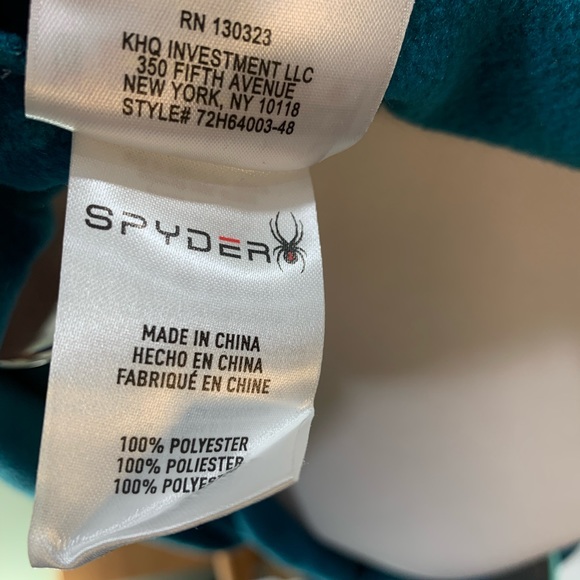 RN 130323
KHQ INVESTMENT LLC
350 FIFTH AVENUE
NEW YORK, NY 10118
STYLE# 72H64003-48
SPYDER
MADE IN CHINA
HECHO EN CHINA
FABRIQUÉ EN CHINE
100% POLYESTER
100% POLIESTER
100%